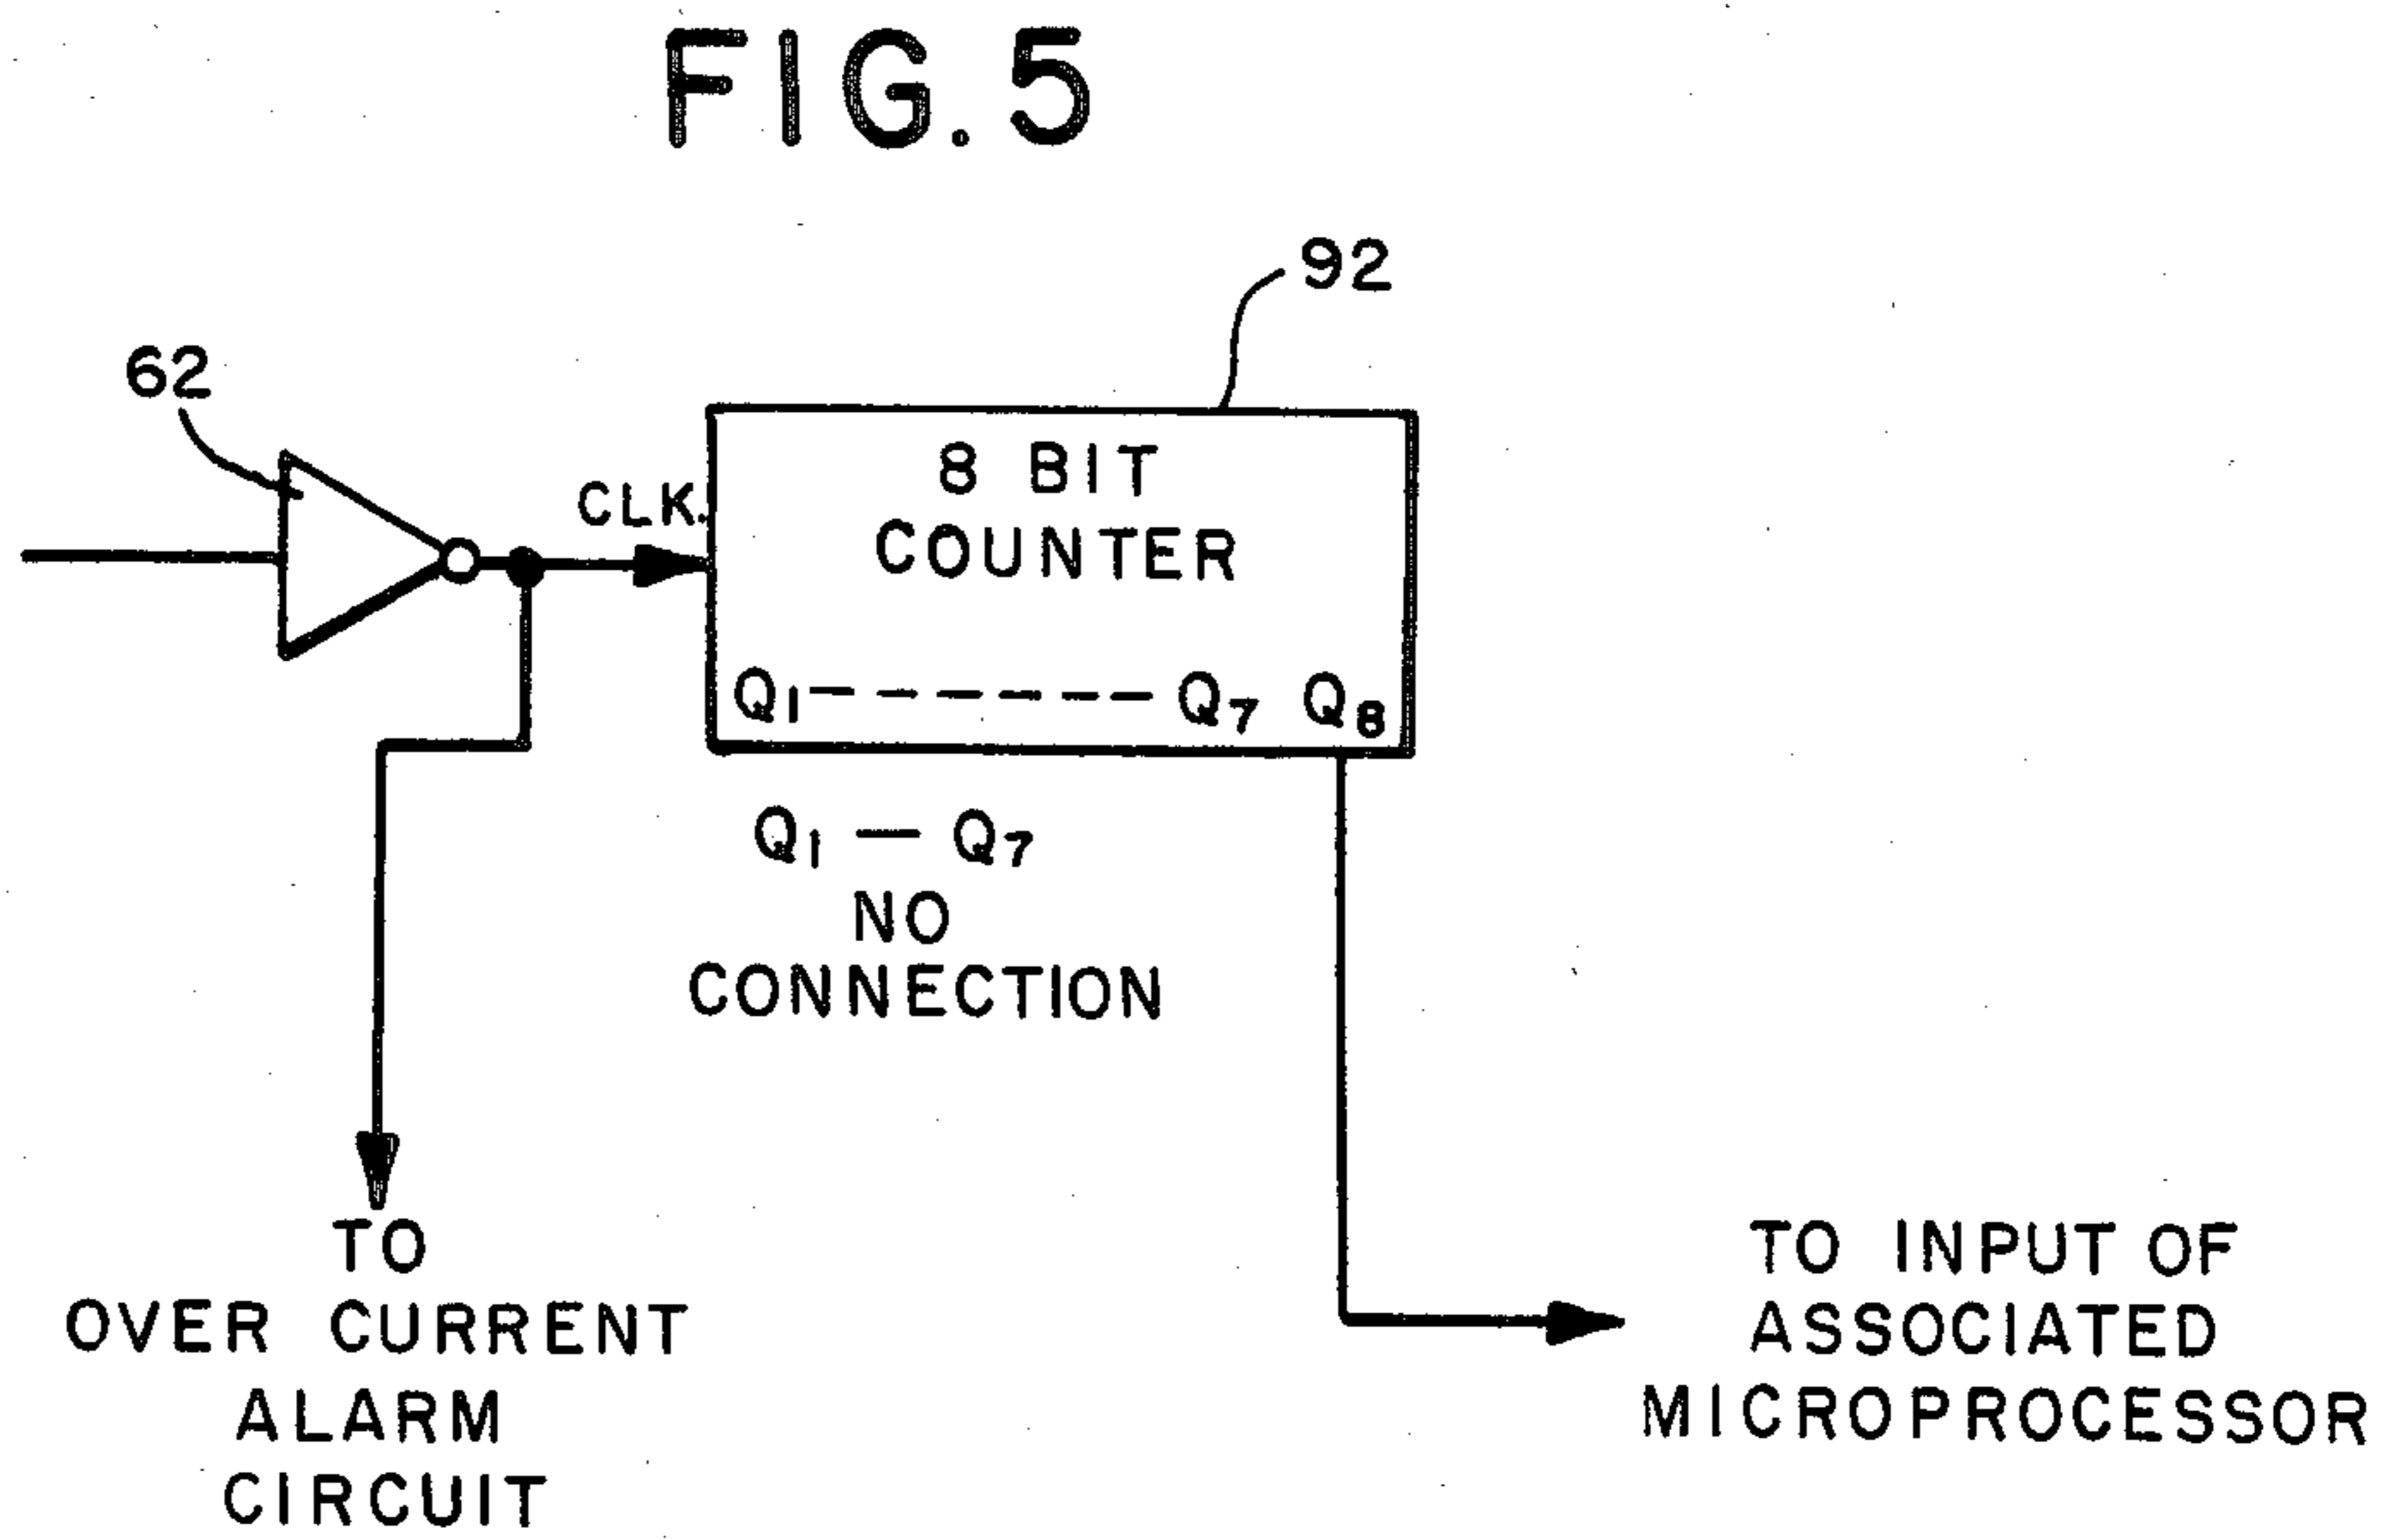 FIG. 5
92
62
CLK.
8 BIT
COUNTER
Q1------Q7 Q8
Q1 — Q7
NO
CONNECTION
TO
OVER CURRENT
ALARM
CIRCUIT
TO INPUT OF
ASSOCIATED
MICROPROCESSOR